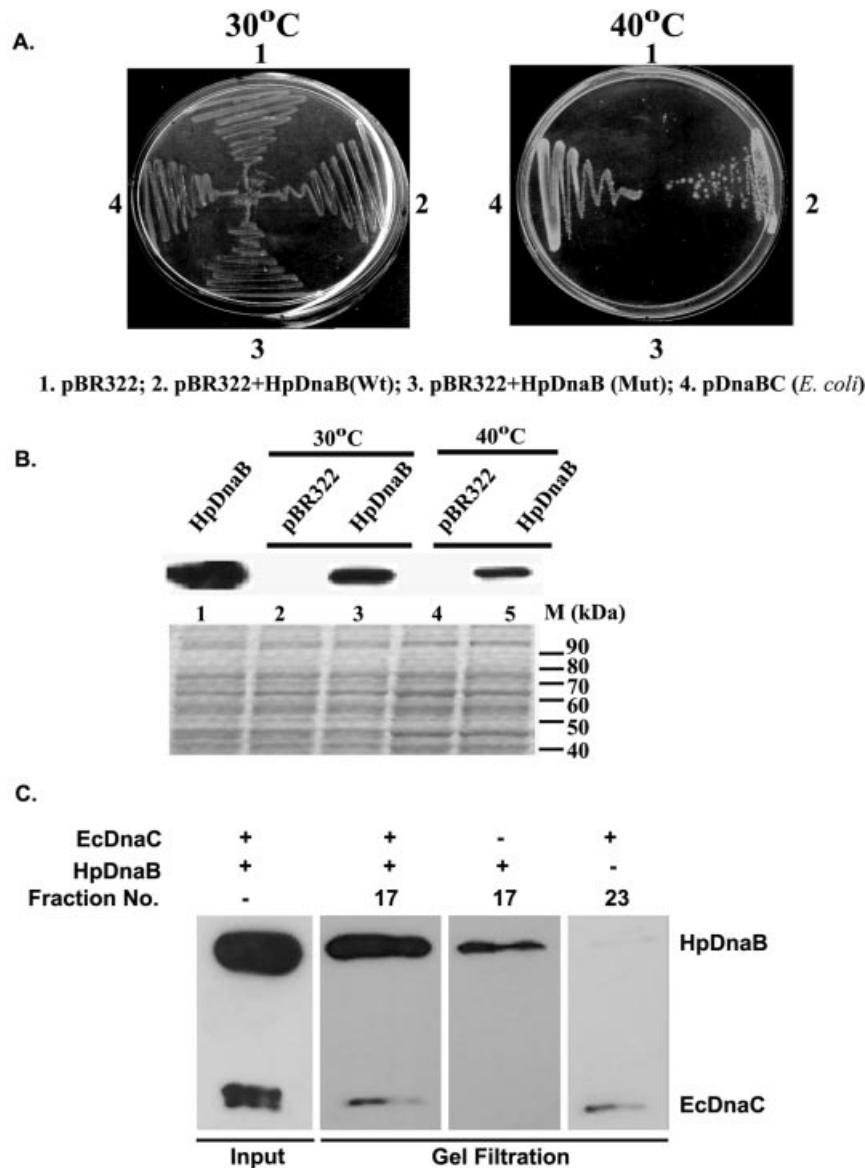 A.
30°C
40°C
1
1
4
2
4
2
3
3
1. pBR322; 2. pBR322+HpDnaB(Wt); 3. pBR322+HpDnaB (Mut); 4. pDnaBC (E. coli)
B.
30°C
40°C
HpDnaB
pBR322
HpDnaB
pBR322
HpDnaB
1 2 3 4 5 M (kDa)
90
80
70
60
50
40
C.
EcDnaC + + - +
HpDnaB + + + -
Fraction No. - 17 17 23
HpDnaB
EcDnaC
Input
Gel Filtration